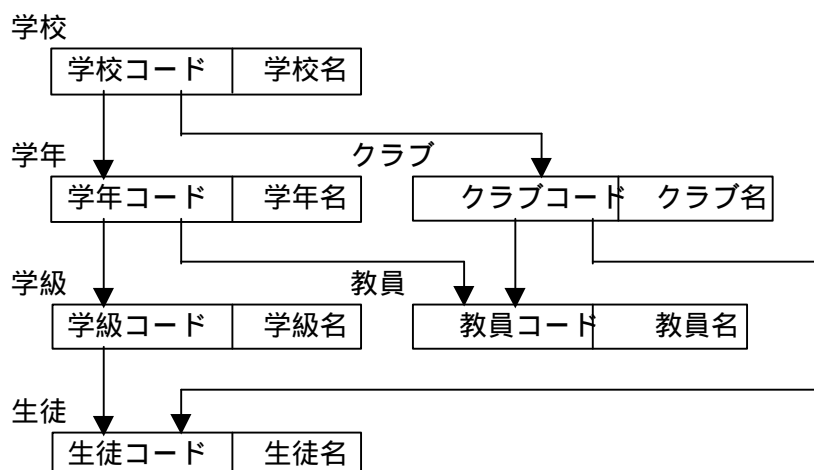 学校
学校コード 学校名
学年 クラブ
学年コード 学年名 クラブコード クラブ名
学級 教員
学級コード 学級名 教員コード 教員名
生徒
生徒コード 生徒名